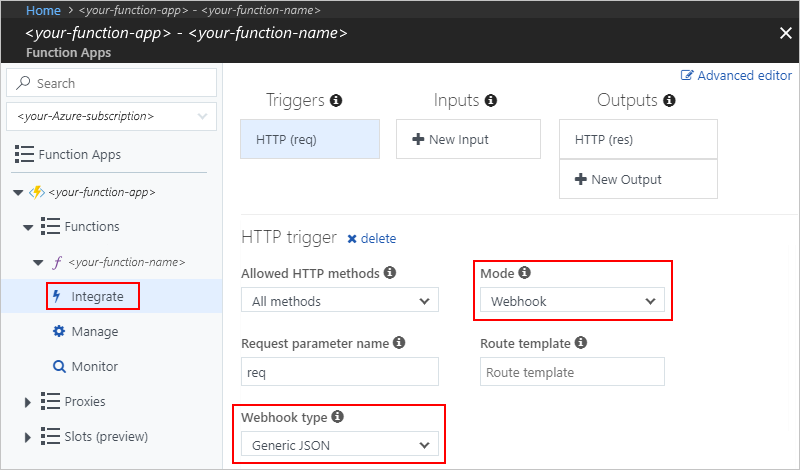 Home > <your-function-app> - <your-function-name>
<your-function-app> - <your-function-name>
Function Apps
Search
<your-Azure-subscription>
Function Apps
<your-function-app>
Functions
<your-function-name>
Integrate
Manage
Monitor
Proxies
Slots (preview)
Advanced editor
Triggers Inputs Outputs
HTTP (req) New Input HTTP (res)
New Output
HTTP trigger delete
Allowed HTTP methods Mode
All methods Webhook
Request parameter name Route template
req Route template
Webhook type
Generic JSON